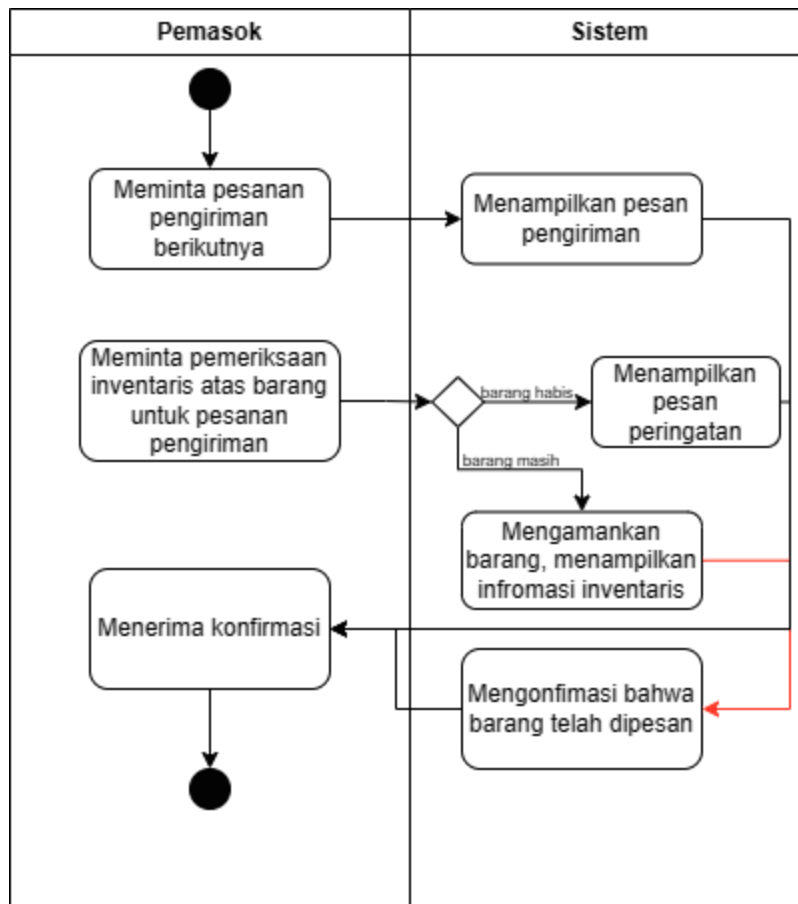 Pemasok
Sistem
Meminta pesanan
pengiriman
berikutnya
Menampilkan pesan
pengiriman
Meminta pemeriksaan
inventaris atas barang
untuk pesanan
pengiriman
barang habis
Menampilkan
pesan
peringatan
barang masih
Mengamankan
barang, menampilkan
infromasi inventaris
Menerima konfirmasi
Mengonfimasi bahwa
barang telah dipesan